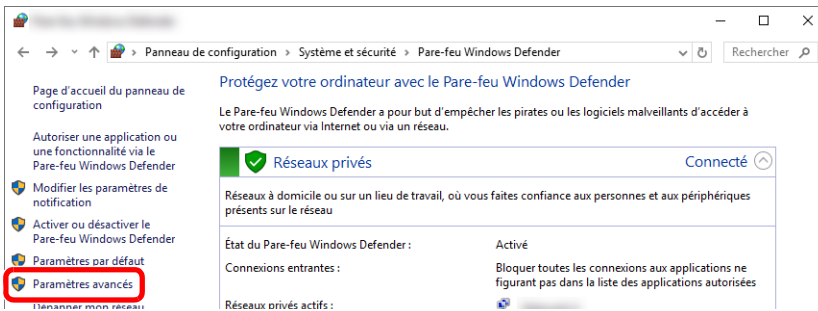 Panneau de configuration > Système et sécurité > Pare-feu Windows Defender
Rechercher
Page d'accueil du panneau de
configuration
Autoriser une application ou
une fonctionnalité via le
Pare-feu Windows Defender
Modifier les paramètres de
notification
Activer ou désactiver le
Pare-feu Windows Defender
Paramètres par défaut
Paramètres avancés
Dépanner mon réseau
Protégez votre ordinateur avec le Pare-feu Windows Defender
Le Pare-feu Windows Defender a pour but d'empêcher les pirates ou les logiciels malveillants d'accéder à
votre ordinateur via Internet ou via un réseau.
Réseaux privés
Connecté
Réseaux à domicile ou sur un lieu de travail, où vous faites confiance aux personnes et aux périphériques
présents sur le réseau
État du Pare-feu Windows Defender : Activé
Connexions entrantes : Bloquer toutes les connexions aux applications ne
figurant pas dans la liste des applications autorisées
Réseaux privés actifs :